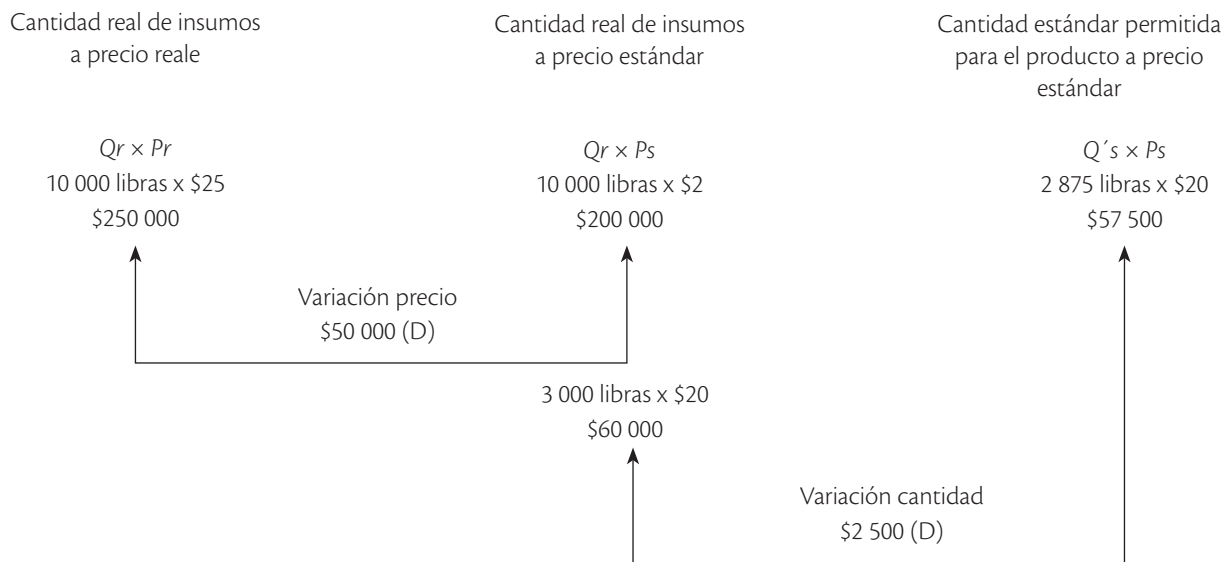 Cantidad real de insumos
a precio reale
Cantidad real de insumos
a precio estándar
Cantidad estándar permitida
para el producto a precio
estándar
Qr × Pr
10 000 libras x $25
$250 000
Qr × Ps
10 000 libras x $2
$200 000
Q´s × Ps
2 875 libras x $20
$57 500
Variación precio
$50 000 (D)
3 000 libras x $20
$60 000
Variación cantidad
$2 500 (D)